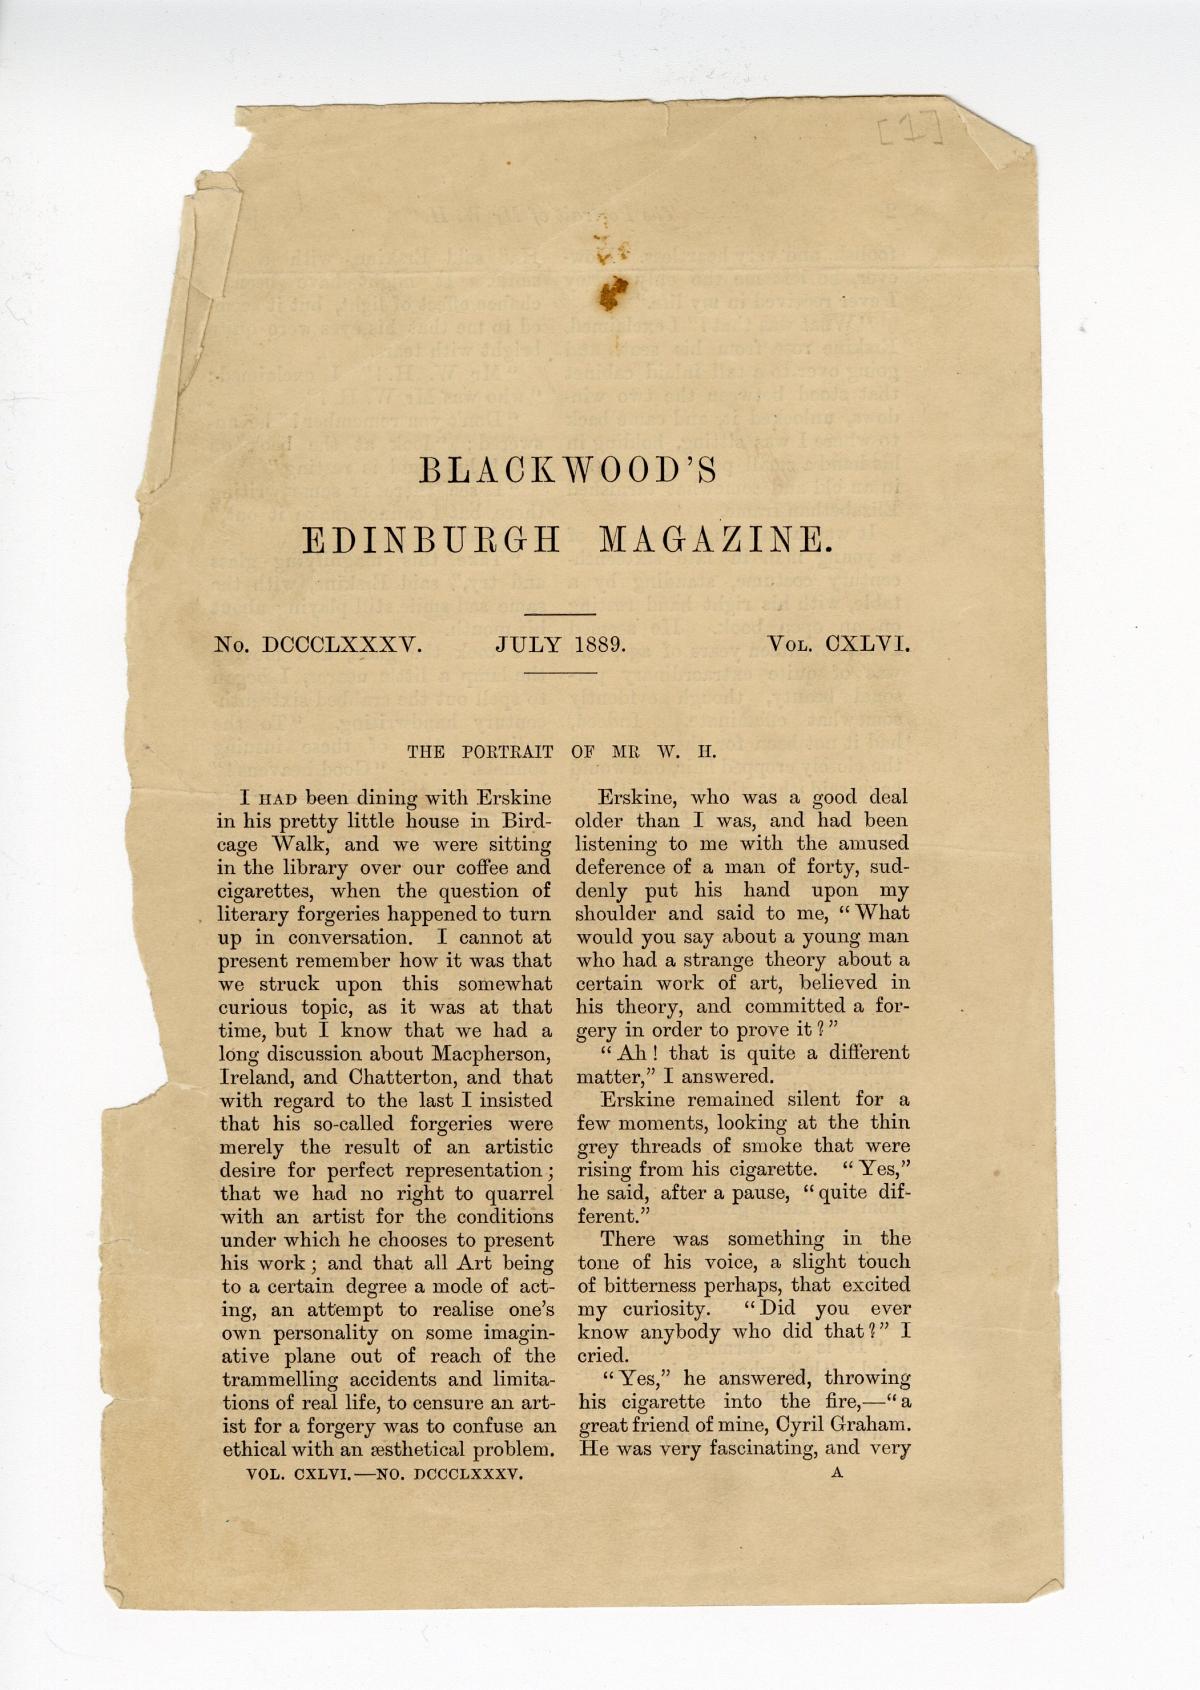 [1]
BLACKWOOD'S
EDINBURGH MAGAZINE.
No. DCCCLXXXV. JULY 1889. VOL. CXLVI.
THE PORTRAIT OF MR W. H.
I HAD been dining with Erskine
in his pretty little house in Bird-
cage Walk, and we were sitting
in the library over our coffee and
cigarettes, when the question of
literary forgeries happened to turn
up in conversation. I cannot at
present remember how it was that
we struck upon this somewhat
curious topic, as it was at that
time, but I know that we had a
long discussion about Macpherson,
Ireland, and Chatterton, and that
with regard to the last I insisted
that his so-called forgeries were
merely the result of an artistic
desire for perfect representation;
that we had no right to quarrel
with an artist for the conditions
under which he chooses to present
his work; and that all Art being
to a certain degree a mode of act-
ing, an attempt to realise one's
own personality on some imagin-
ative plane out of reach of the
trammelling accidents and limita-
tions of real life, to censure an art-
ist for a forgery was to confuse an
ethical with an æsthetical problem.
Erskine, who was a good deal
older than I was, and had been
listening to me with the amused
deference of a man of forty, sud-
denly put his hand upon my
shoulder and said to me, "What
would you say about a young man
who had a strange theory about a
certain work of art, believed in
his theory, and committed a for-
gery in order to prove it?"
"Ah! that is quite a different
matter," I answered.
Erskine remained silent for a
few moments, looking at the thin
grey threads of smoke that were
rising from his cigarette. "Yes,"
he said, after a pause, "quite dif-
ferent."
There was something in the
tone of his voice, a slight touch
of bitterness perhaps, that excited
my curiosity. "Did you ever
know anybody who did that?" I
cried.
"Yes," he answered, throwing
his cigarette into the fire,—"a
great friend of mine, Cyril Graham.
He was very fascinating, and very
VOL. CXLVI.—NO. DCCCLXXXV. A